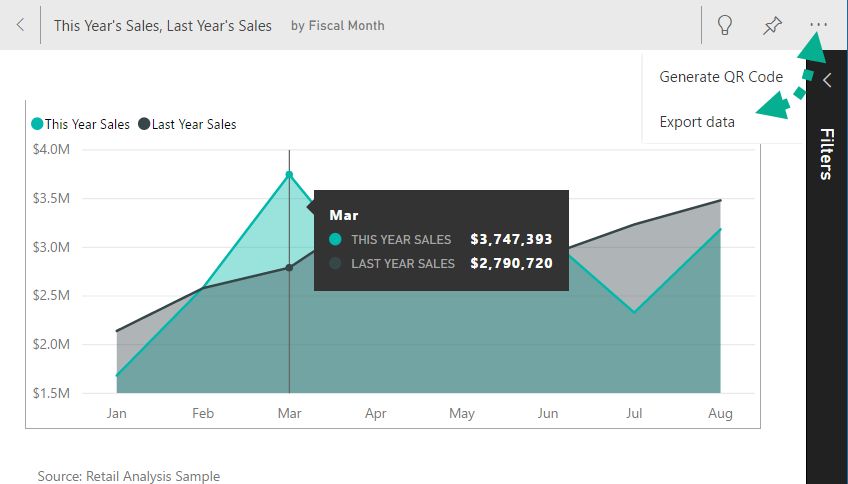 This Year's Sales, Last Year's Sales by Fiscal Month
...
Generate QR Code
Export data
Filters
This Year Sales Last Year Sales
$4.0M
$3.5M
$3.0M
$2.5M
$2.0M
$1.5M
Mar
THIS YEAR SALES $3,747,393
LAST YEAR SALES $2,790,720
Jan Feb Mar Apr May Jun Jul Aug
Source: Retail Analysis Sample